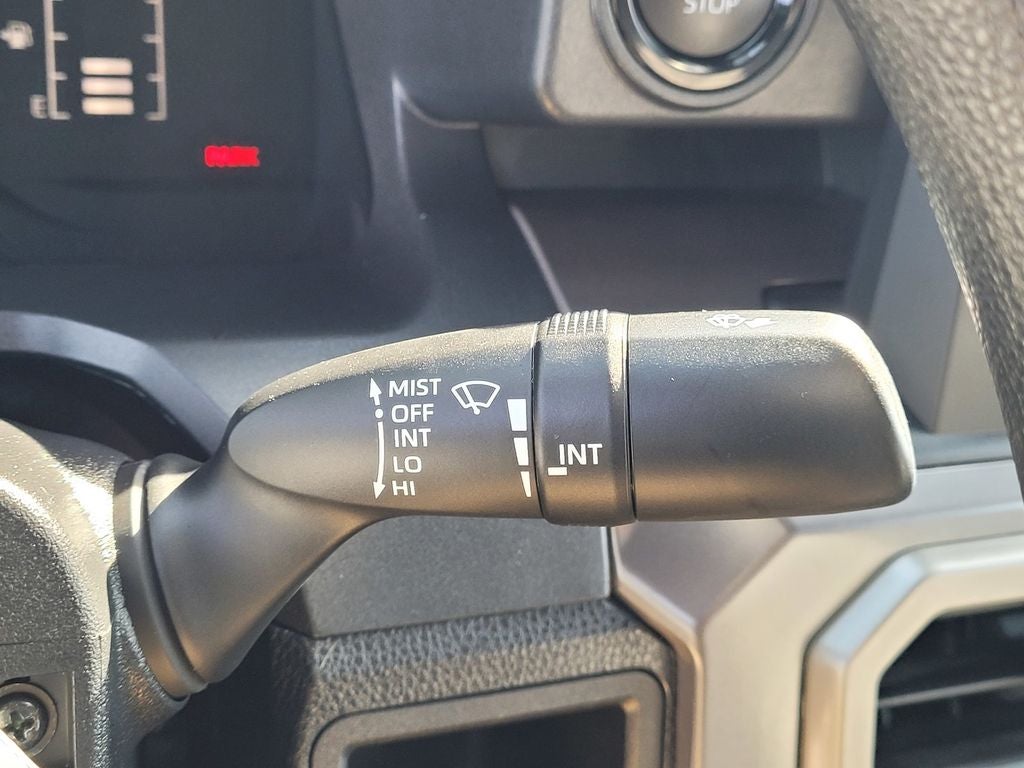 STOP
E
MIST
OFF
INT
LO
HI
INT